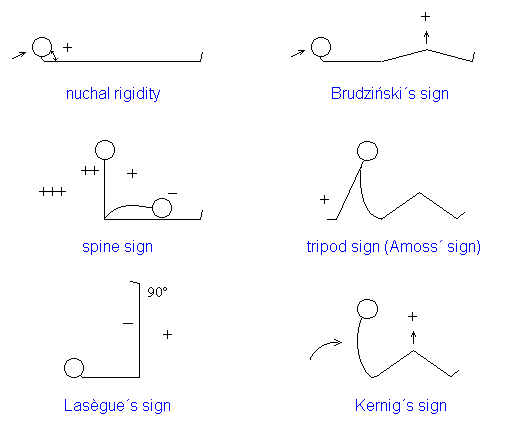 +
+
nuchal rigidity
Brudziński´s sign
++
+
−
+++
+
spine sign
tripod sign (Amoss´ sign)
90°
−
+
+
Lasègue´s sign
Kernig´s sign